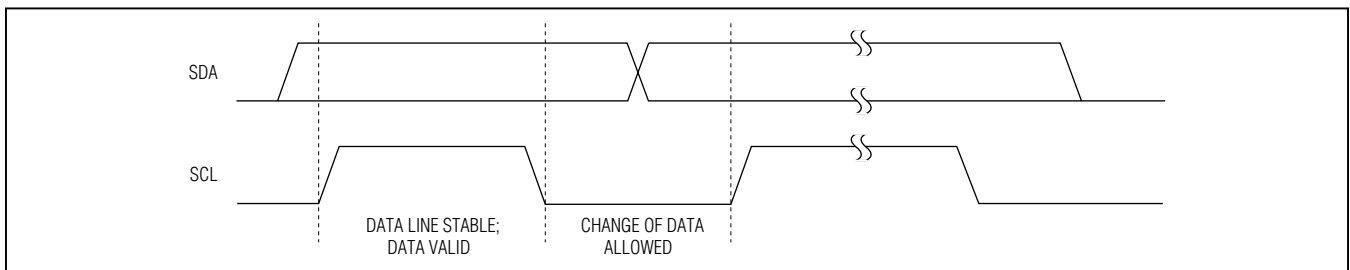 SDA
SCL
DATA LINE STABLE;
DATA VALID
CHANGE OF DATA
ALLOWED